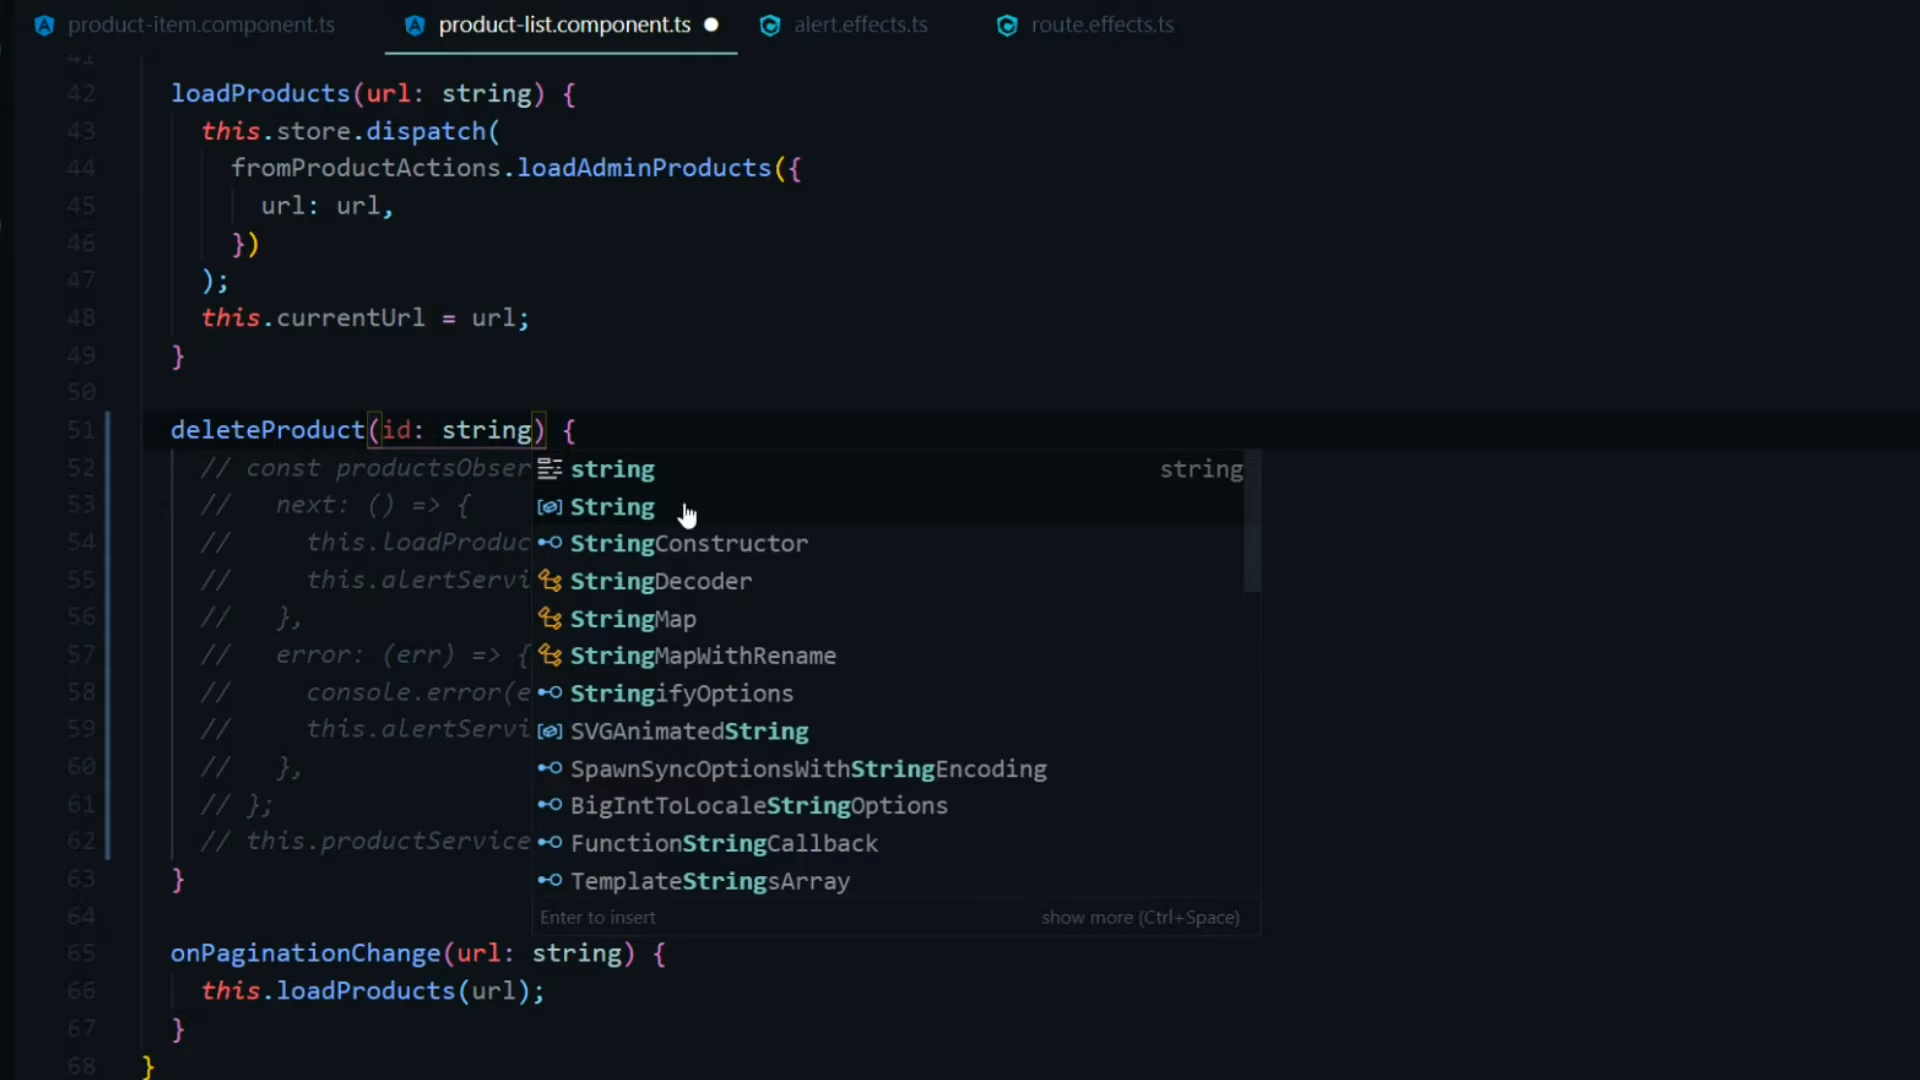 product-item.component.ts
product-list.component.ts
alert.effects.ts
route.effects.ts
41
42 loadProducts(url: string) {
43 this.store.dispatch(
44 fromProductActions.loadAdminProducts({
45 url: url,
46 })
47 );
48 this.currentUrl = url;
49 }
50
51 deleteProduct(id: string) {
52 // const productsObser
53 // next: () => {
54 // this.loadProduc
55 // this.alertServi
56 // },
57 // error: (err) => {
58 // console.error(e
59 // this.alertServi
60 // },
61 // };
62 // this.productService
string string
String
StringConstructor
StringDecoder
StringMap
StringMapWithRename
StringifyOptions
SVGAnimatedString
SpawnSyncOptionsWithStringEncoding
BigIntToLocaleStringOptions
FunctionStringCallback
TemplateStringsArray
Enter to insert show more (Ctrl+Space)
63 }
64
65 onPaginationChange(url: string) {
66 this.loadProducts(url);
67 }
68 }